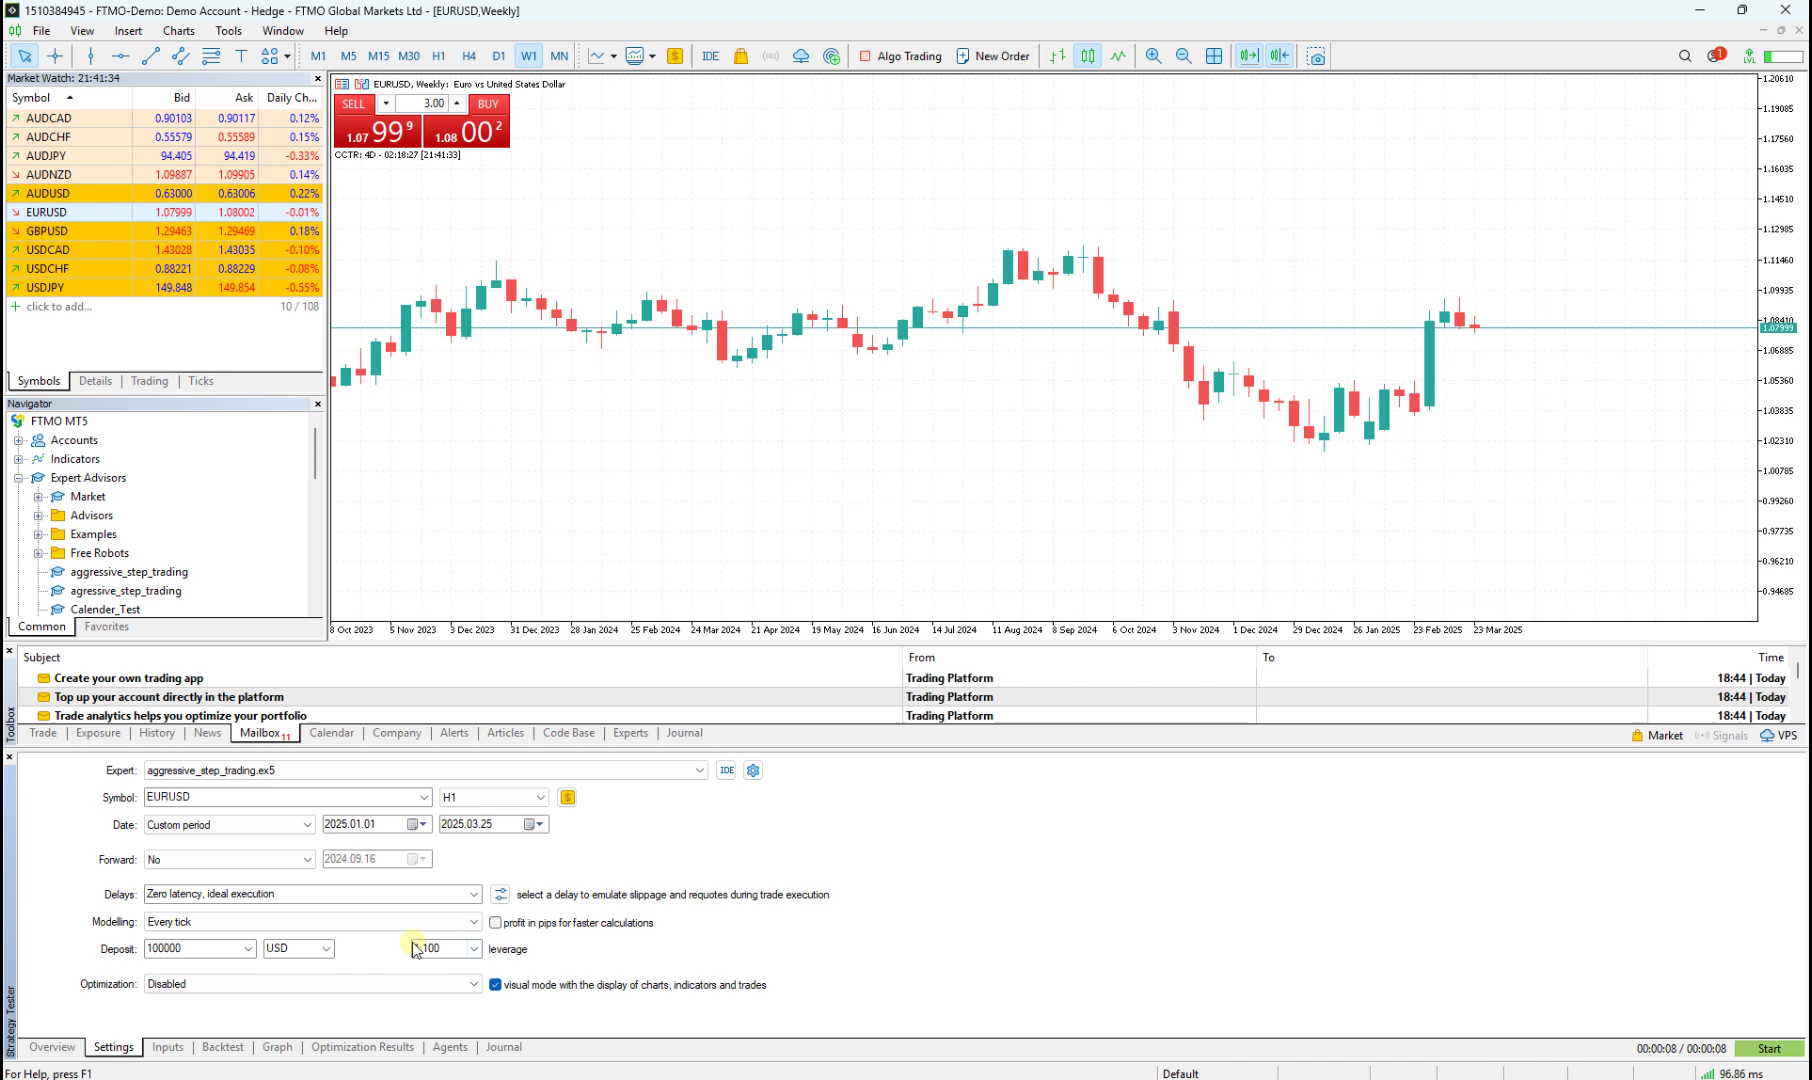 1510384945 - FTMO-Demo: Demo Account - Hedge - FTMO Global Markets Ltd - [EURUSD,Weekly]
File View Insert Charts Tools Window Help
M1 M5 M15 M30 H1 H4 D1 W1 MN IDE Algo Trading New Order 1 LVL
Market Watch: 21:41:34
Symbol Bid Ask Daily Ch...
AUDCAD 0.90103 0.90117 0.12%
AUDCHF 0.55579 0.55589 0.15%
AUDJPY 94.405 94.419 -0.33%
AUDNZD 1.09887 1.09905 0.14%
AUDUSD 0.63000 0.63006 0.22%
EURUSD 1.07999 1.08002 -0.01%
GBPUSD 1.29463 1.29469 0.18%
USDCAD 1.43028 1.43035 -0.10%
USDCHF 0.88221 0.88229 -0.08%
USDJPY 149.848 149.854 -0.55%
+ click to add... 10 / 108
Symbols Details Trading Ticks
Navigator
FTMO MT5
Accounts
Indicators
Expert Advisors
Market
Advisors
Examples
Free Robots
aggressive_step_trading
agressive_step_trading
Calender_Test
Common Favorites
EURUSD, Weekly: Euro vs United States Dollar
SELL 3.00 BUY
1.07 99 9 1.08 00 2
CCTR: 4D - 02:18:27 [21:41:33]
1.20610
1.19085
1.17560
1.16035
1.14510
1.12985
1.11460
1.09935
1.08410
1.07999
1.06885
1.05360
1.03835
1.02310
1.00785
0.99260
0.97735
0.96210
0.94685
8 Oct 2023 5 Nov 2023 3 Dec 2023 31 Dec 2023 28 Jan 2024 25 Feb 2024 24 Mar 2024 21 Apr 2024 19 May 2024 16 Jun 2024 14 Jul 2024 11 Aug 2024 8 Sep 2024 6 Oct 2024 3 Nov 2024 1 Dec 2024 29 Dec 2024 26 Jan 2025 23 Feb 2025 23 Mar 2025
Toolbox
Subject From To Time
Create your own trading app Trading Platform 18:44 | Today
Top up your account directly in the platform Trading Platform 18:44 | Today
Trade analytics helps you optimize your portfolio Trading Platform 18:44 | Today
Trade Exposure History News Mailbox 11 Calendar Company Alerts Articles Code Base Experts Journal Market Signals VPS
Strategy Tester
Expert: aggressive_step_trading.ex5 IDE
Symbol: EURUSD H1
Date: Custom period 2025.01.01 2025.03.25
Forward: No 2024.09.16
Delays: Zero latency, ideal execution select a delay to emulate slippage and requotes during trade execution
Modelling: Every tick profit in pips for faster calculations
Deposit: 100000 USD 100 leverage
Optimization: Disabled visual mode with the display of charts, indicators and trades
Overview Settings Inputs Backtest Graph Optimization Results Agents Journal 00:00:08 / 00:00:08 Start
For Help, press F1 Default 96.86 ms